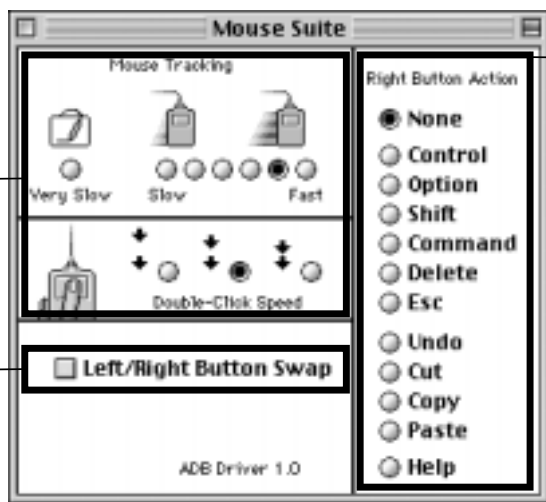 Mouse Suite
Mouse Tracking
Very Slow Slow Fast
Double-Click Speed
Left/Right Button Swap
ADB Driver 1.0
Right Button Action
None
Control
Option
Shift
Command
Delete
Esc
Undo
Cut
Copy
Paste
Help